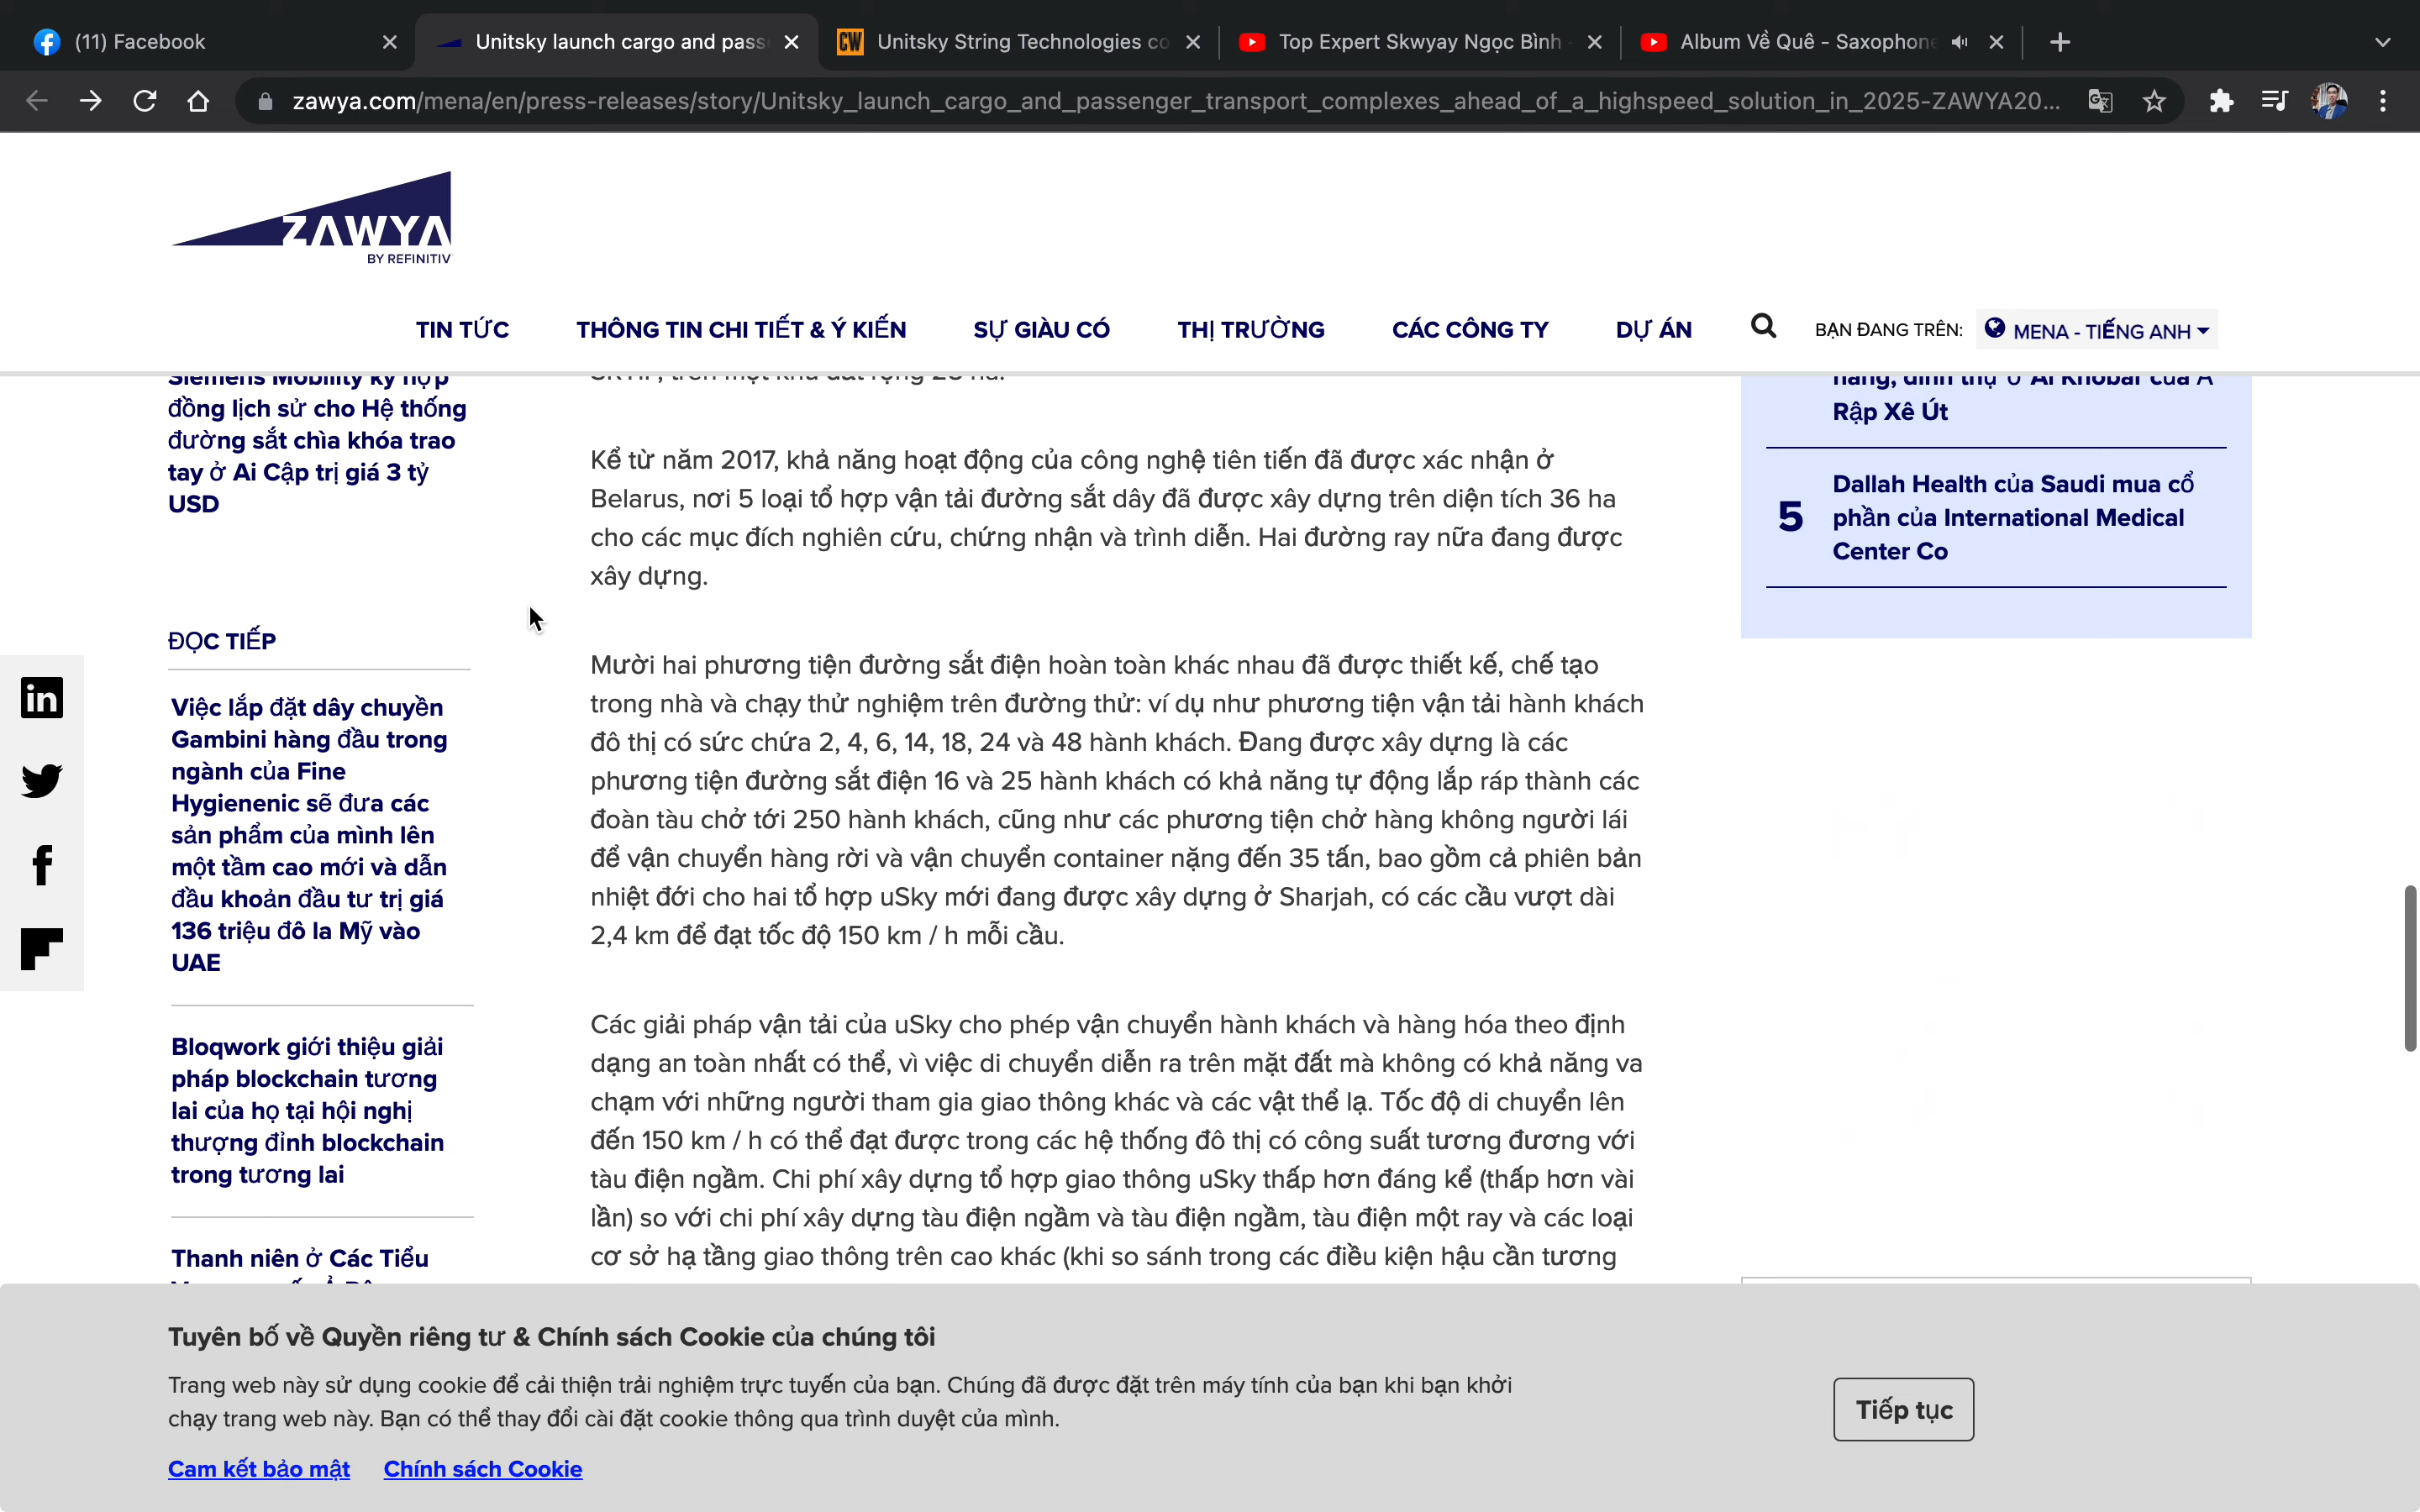 (11) Facebook
Unitsky launch cargo and pass
Unitsky String Technologies co
Top Expert Skwyay Ngọc Bình
Album Về Quê - Saxophone
zawya.com/mena/en/press-releases/story/Unitsky_launch_cargo_and_passenger_transport_complexes_ahead_of_a_highspeed_solution_in_2025-ZAWYA20...
ZAWYA
BY REFINITIV
TIN TỨC
THÔNG TIN CHI TIẾT & Ý KIẾN
SỰ GIÀU CÓ
THỊ TRƯỜNG
CÁC CÔNG TY
DỰ ÁN
BẠN ĐANG TRÊN:
MENA - TIẾNG ANH
Siemens Mobility ký hợp
đồng lịch sử cho Hệ thống
đường sắt chìa khóa trao
tay ở Ai Cập trị giá 3 tỷ
USD
ĐỌC TIẾP
Việc lắp đặt dây chuyền
Gambini hàng đầu trong
ngành của Fine
Hygienenic sẽ đưa các
sản phẩm của mình lên
một tầm cao mới và dẫn
đầu khoản đầu tư trị giá
136 triệu đô la Mỹ vào
UAE
Bloqwork giới thiệu giải
pháp blockchain tương
lai của họ tại hội nghị
thượng đỉnh blockchain
trong tương lai
Thanh niên ở Các Tiểu
Kể từ năm 2017, khả năng hoạt động của công nghệ tiên tiến đã được xác nhận ở
Belarus, nơi 5 loại tổ hợp vận tải đường sắt dây đã được xây dựng trên diện tích 36 ha
cho các mục đích nghiên cứu, chứng nhận và trình diễn. Hai đường ray nữa đang được
xây dựng.
Mười hai phương tiện đường sắt điện hoàn toàn khác nhau đã được thiết kế, chế tạo
trong nhà và chạy thử nghiệm trên đường thử: ví dụ như phương tiện vận tải hành khách
đô thị có sức chứa 2, 4, 6, 14, 18, 24 và 48 hành khách. Đang được xây dựng là các
phương tiện đường sắt điện 16 và 25 hành khách có khả năng tự động lắp ráp thành các
đoàn tàu chở tới 250 hành khách, cũng như các phương tiện chở hàng không người lái
để vận chuyển hàng rời và vận chuyển container nặng đến 35 tấn, bao gồm cả phiên bản
nhiệt đới cho hai tổ hợp uSky mới đang được xây dựng ở Sharjah, có các cầu vượt dài
2,4 km để đạt tốc độ 150 km / h mỗi cầu.
Các giải pháp vận tải của uSky cho phép vận chuyển hành khách và hàng hóa theo định
dạng an toàn nhất có thể, vì việc di chuyển diễn ra trên mặt đất mà không có khả năng va
chạm với những người tham gia giao thông khác và các vật thể lạ. Tốc độ di chuyển lên
đến 150 km / h có thể đạt được trong các hệ thống đô thị có công suất tương đương với
tàu điện ngầm. Chi phí xây dựng tổ hợp giao thông uSky thấp hơn đáng kể (thấp hơn vài
lần) so với chi phí xây dựng tàu điện ngầm và tàu điện ngầm, tàu điện một ray và các loại
cơ sở hạ tầng giao thông trên cao khác (khi so sánh trong các điều kiện hậu cần tương
hàng, dinh thự ở Al Khobar của Ả
Rập Xê Út
5
Dallah Health của Saudi mua cổ
phần của International Medical
Center Co
Tuyên bố về Quyền riêng tư & Chính sách Cookie của chúng tôi
Trang web này sử dụng cookie để cải thiện trải nghiệm trực tuyến của bạn. Chúng đã được đặt trên máy tính của bạn khi bạn khởi
chạy trang web này. Bạn có thể thay đổi cài đặt cookie thông qua trình duyệt của mình.
Cam kết bảo mật
Chính sách Cookie
Tiếp tục